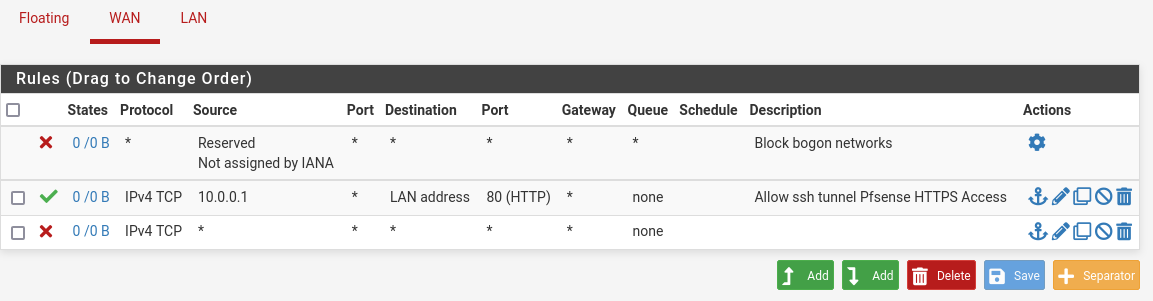 Floating WAN LAN
Rules (Drag to Change Order)
States Protocol Source Port Destination Port Gateway Queue Schedule Description Actions
0 /0 B * Reserved * * * * * Block bogon networks
Not assigned by IANA
0 /0 B IPv4 TCP 10.0.0.1 * LAN address 80 (HTTP) * none Allow ssh tunnel Pfsense HTTPS Access
0 /0 B IPv4 TCP * * * * * none
Add Add Delete Save Separator